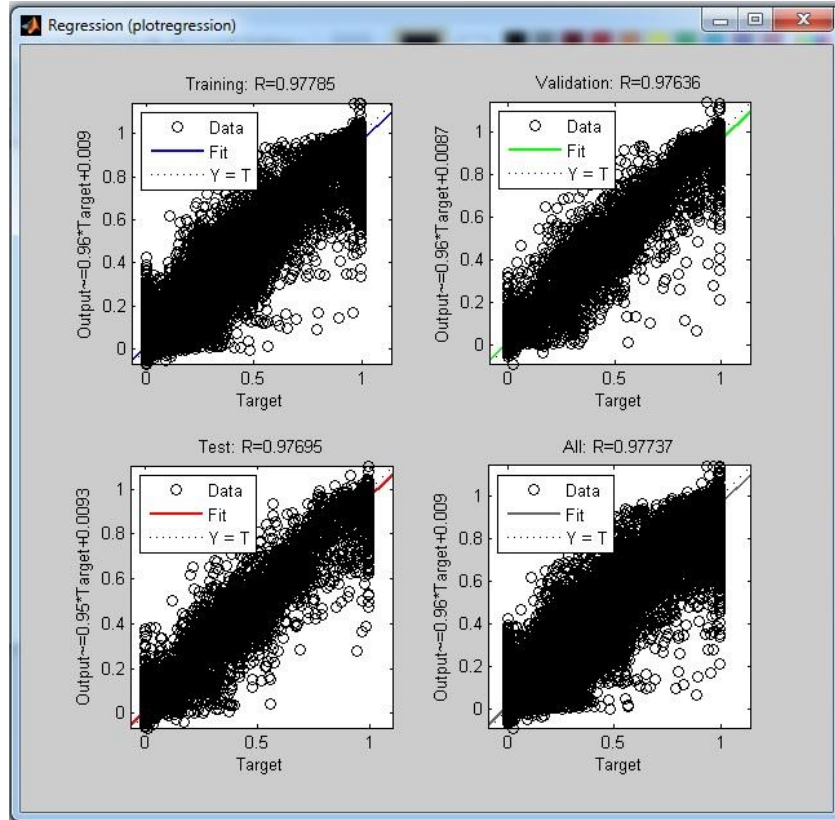 Regression (plotregression)
Training: R=0.97785
Output~=0.96*Target+0.009
1
0.8
0.6
0.4
0.2
0
Data
Fit
Y = T
0
0.5
1
Target
Validation: R=0.97636
Output~=0.96*Target+0.0087
1
0.8
0.6
0.4
0.2
0
Data
Fit
Y = T
0
0.5
1
Target
Test: R=0.97695
Output~=0.95*Target+0.0093
1
0.8
0.6
0.4
0.2
0
Data
Fit
Y = T
0
0.5
1
Target
All: R=0.97737
Output~=0.96*Target+0.009
1
0.8
0.6
0.4
0.2
0
Data
Fit
Y = T
0
0.5
1
Target